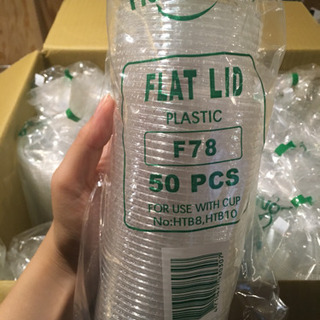 FLAT LID
PLASTIC
F78
50 PCS
FOR USE WITH CUP
No:HTB8,HTB10